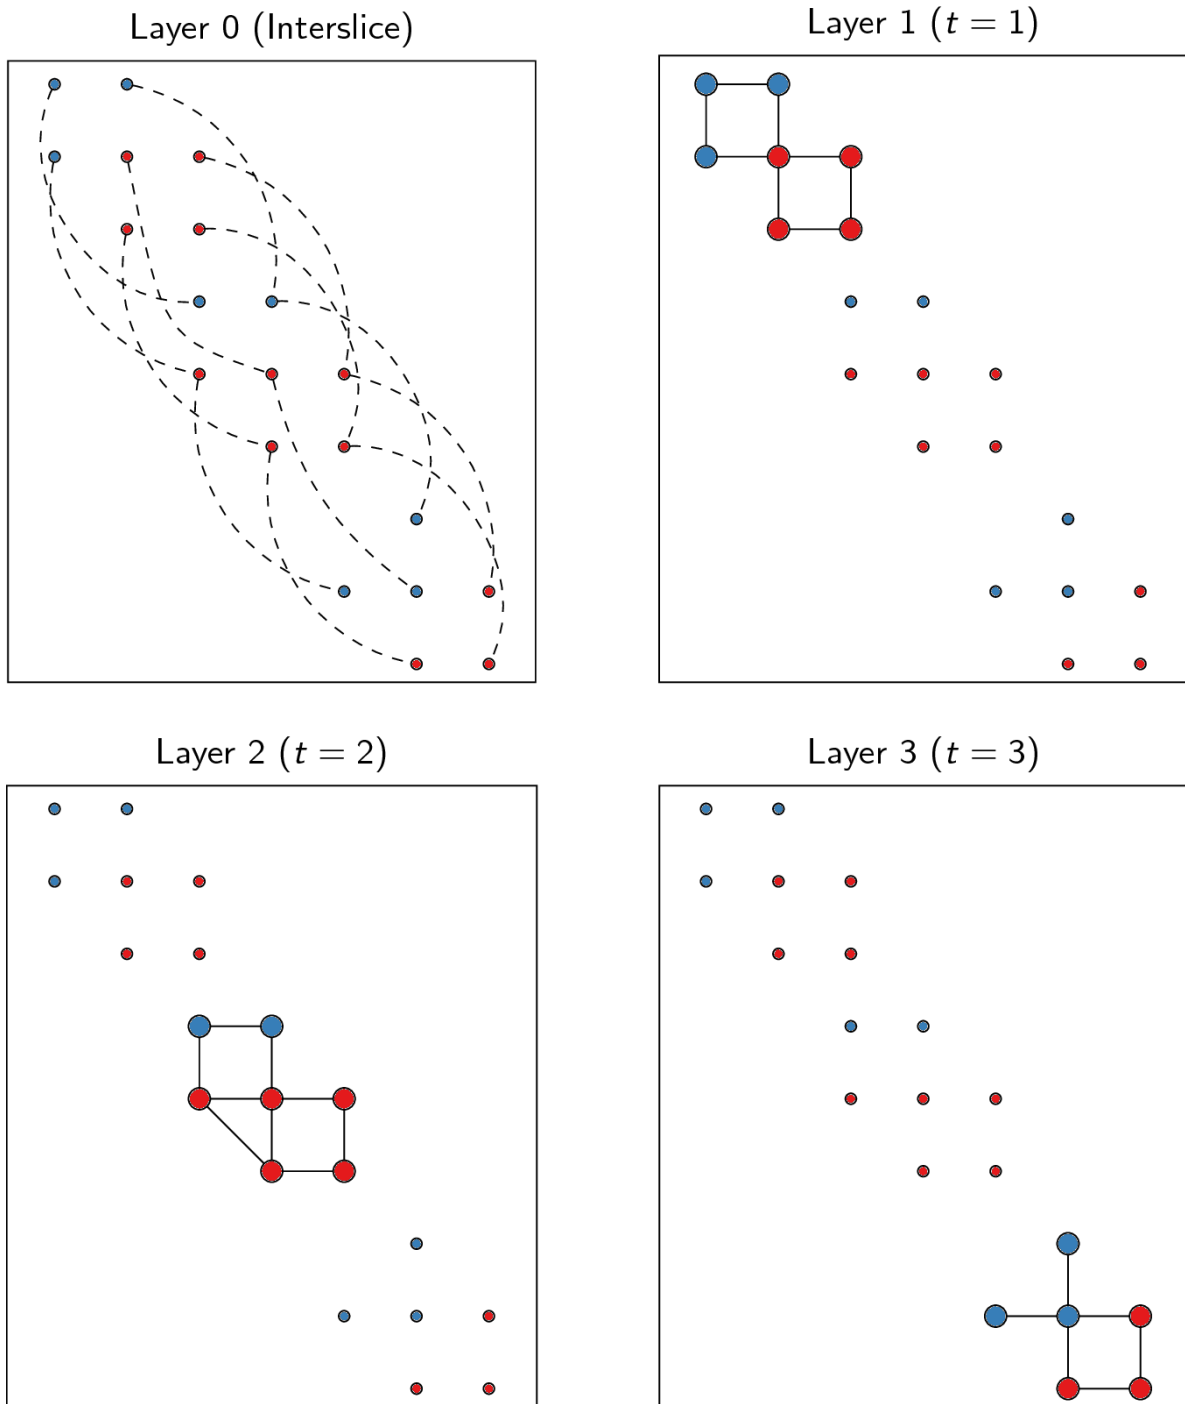 Layer 0 (Interslice)
Layer 1 (t = 1)
Layer 2 (t = 2)
Layer 3 (t = 3)